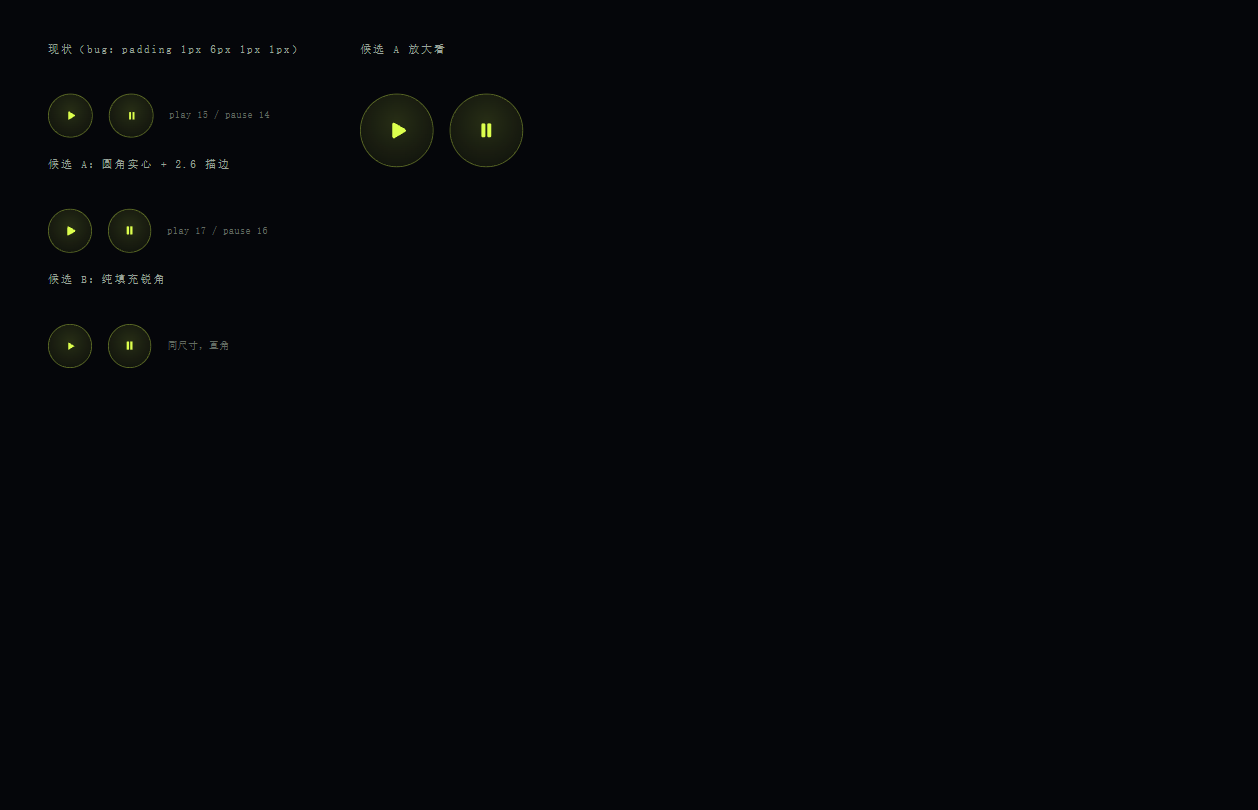 现状（bug: padding 1px 6px 1px 1px）
play 15 / pause 14
候选 A: 圆角实心 + 2.6 描边
play 17 / pause 16
候选 B: 纯填充锐角
同尺寸, 直角
候选 A 放大看